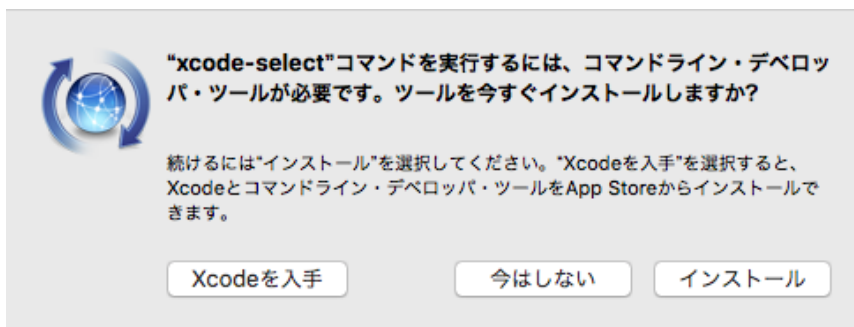 “xcode-select”コマンドを実行するには、コマンドライン・デベロッ
パ・ツールが必要です。ツールを今すぐインストールしますか?
続けるには“インストール”を選択してください。“Xcodeを入手”を選択すると、
Xcodeとコマンドライン・デベロッパ・ツールをApp Storeからインストールで
きます。
Xcodeを入手
今はしない
インストール